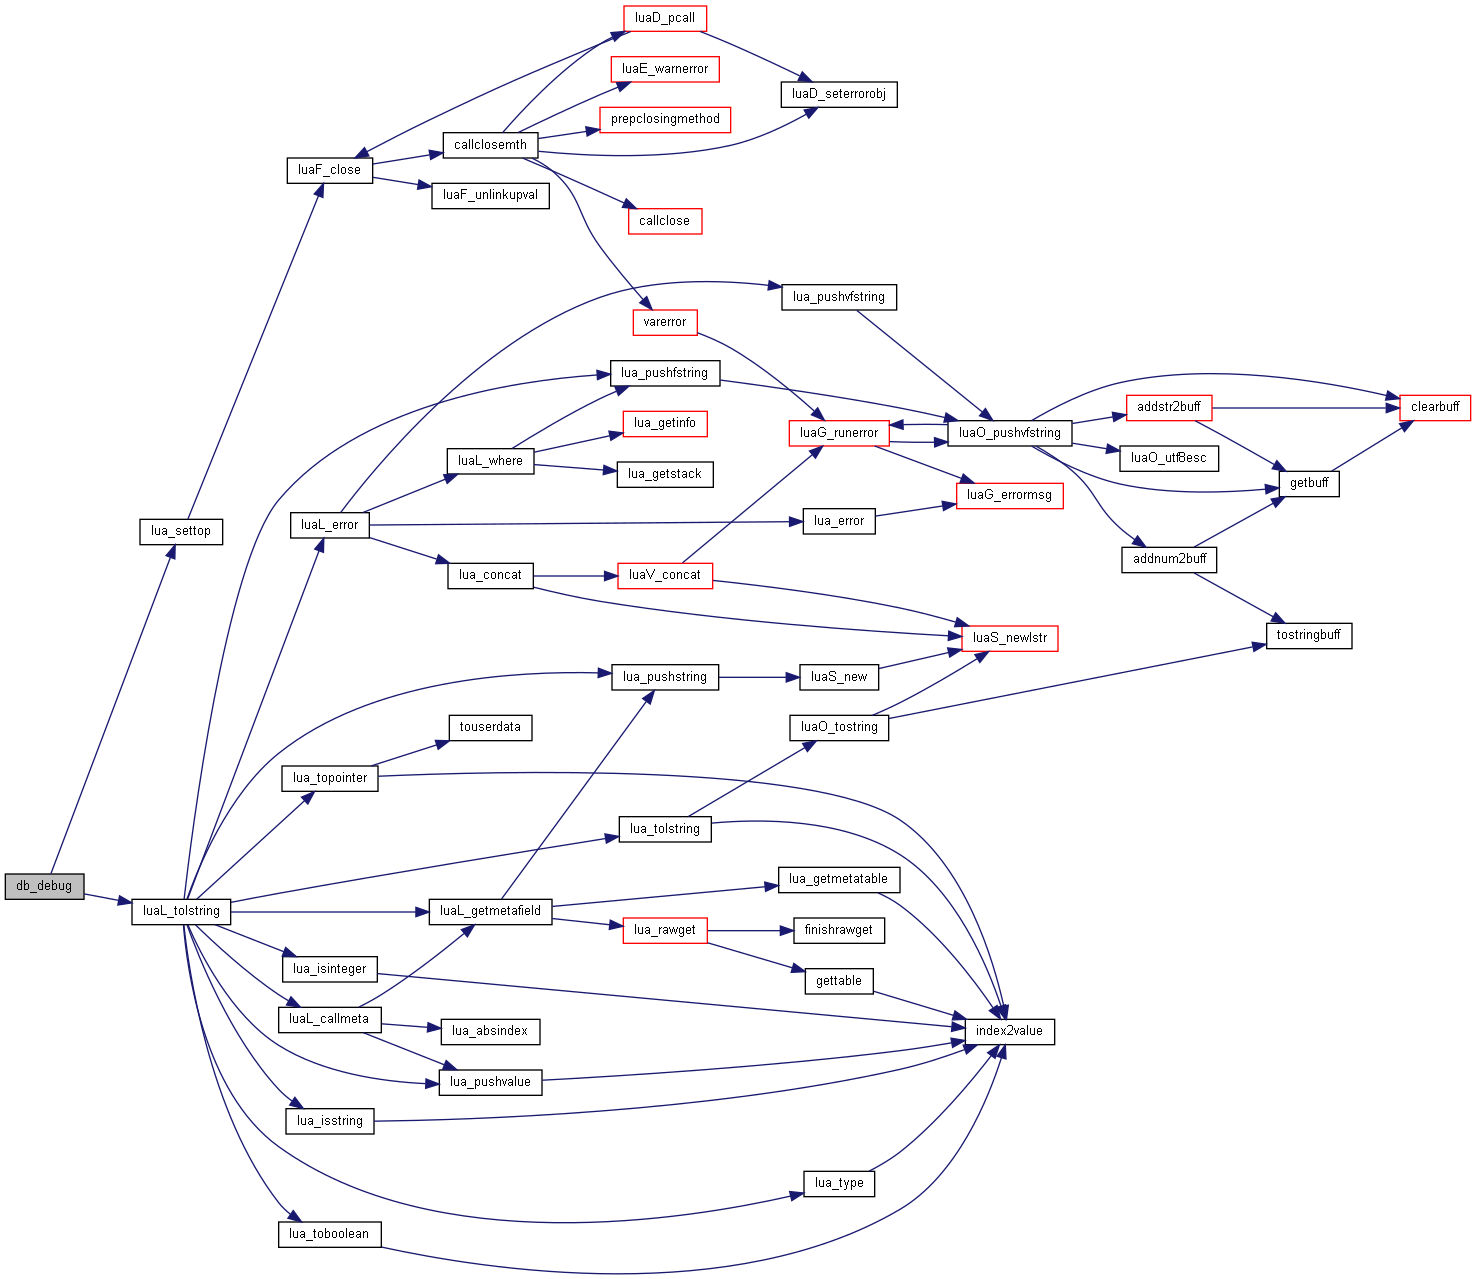 luaD_pcall
luaE_warnerror
luaD_seterrorobj
prepclosingmethod
callclosemth
luaF_close
luaF_unlinkupval
callclose
lua_pushvfstring
varerror
lua_pushfstring
addstr2buff
clearbuff
lua_getinfo
luaG_runerror
luaO_pushvfstring
luaL_where
luaO_utf8esc
lua_getstack
getbuff
luaG_errormsg
lua_settop
luaL_error
lua_error
addnum2buff
lua_concat
luaV_concat
luaS_newlstr
tostringbuff
lua_pushstring
luaS_new
touserdata
luaO_tostring
lua_topointer
lua_tolstring
lua_getmetatable
db_debug
luaL_tolstring
luaL_getmetafield
lua_rawget
finishrawget
lua_isinteger
gettable
luaL_callmeta
lua_absindex
index2value
lua_pushvalue
lua_isstring
lua_type
lua_toboolean